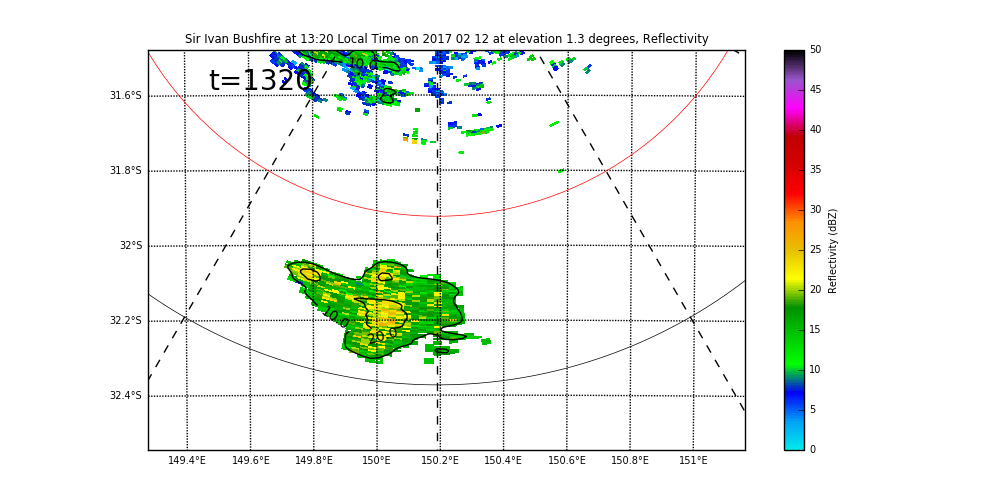 Sir Ivan Bushfire at 13:20 Local Time on 2017 02 12 at elevation 1.3 degrees, Reflectivity
t=1320
10.0
10.0
20.0
31.6°S
31.8°S
32°S
32.2°S
32.4°S
149.4°E 149.6°E 149.8°E 150°E 150.2°E 150.4°E 150.6°E 150.8°E 151°E
50
45
40
35
30
25
20
15
10
5
0
Reflectivity (dBZ)